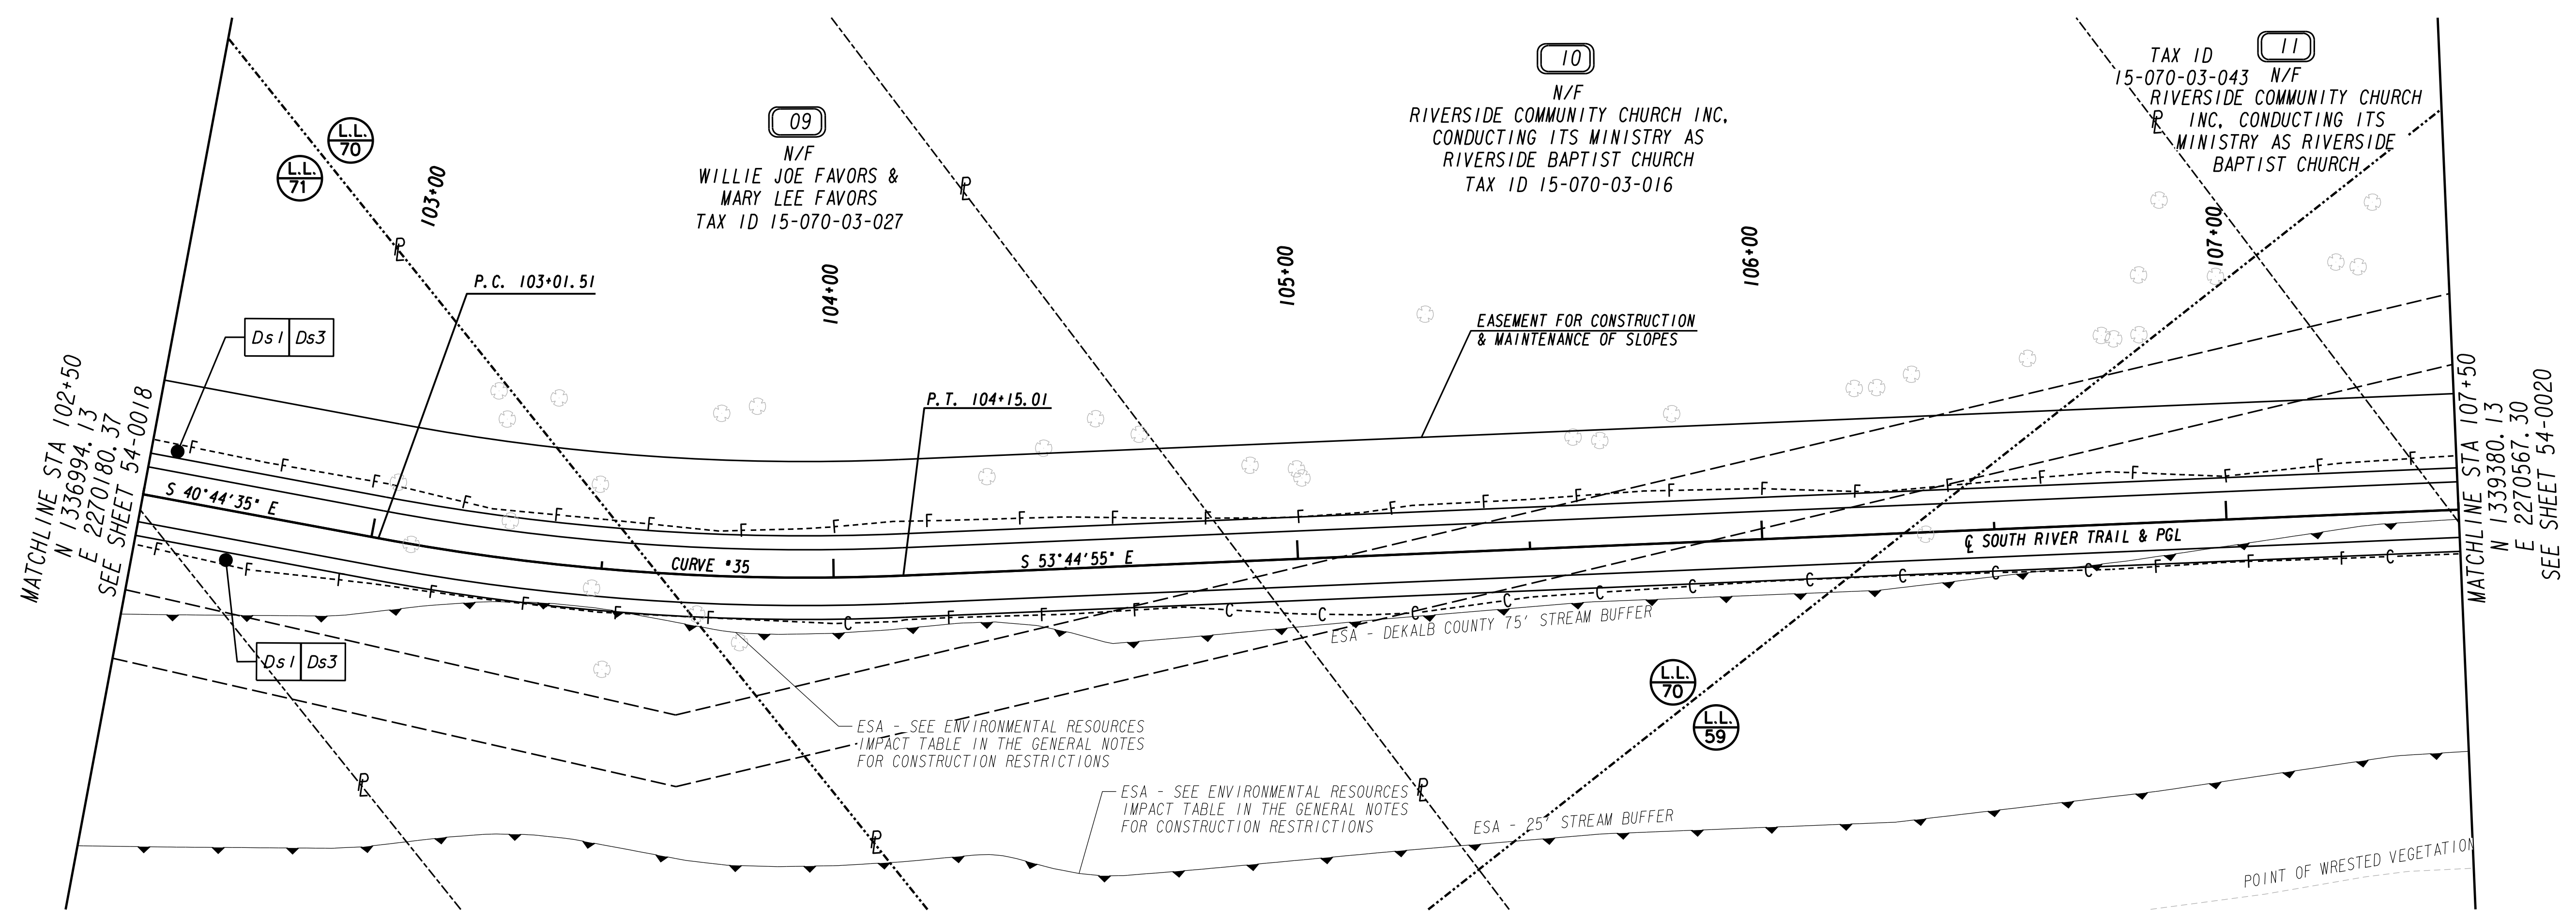 MATCHLINE STA 102+50
N 1336994.13
E 2270180.37
SEE SHEET 54-0018
L.L.
70
L.L.
71
103+00
P.C. 103+01.51
Ds1 Ds3
S 40°44'35" E
Ds1 Ds3
09
N/F
WILLIE JOE FAVORS &
MARY LEE FAVORS
TAX ID 15-070-03-027
104+00
P.T. 104+15.01
CURVE #35
S 53°44'55" E
105+00
10
N/F
RIVERSIDE COMMUNITY CHURCH INC,
CONDUCTING ITS MINISTRY AS
RIVERSIDE BAPTIST CHURCH
TAX ID 15-070-03-016
EASEMENT FOR CONSTRUCTION
& MAINTENANCE OF SLOPES
106+00
107+00
TAX ID
15-070-03-043
11
N/F
RIVERSIDE COMMUNITY CHURCH
INC, CONDUCTING ITS
MINISTRY AS RIVERSIDE
BAPTIST CHURCH
℄ SOUTH RIVER TRAIL & PGL
ESA - DEKALB COUNTY 75' STREAM BUFFER
ESA - SEE ENVIRONMENTAL RESOURCES
IMPACT TABLE IN THE GENERAL NOTES
FOR CONSTRUCTION RESTRICTIONS
ESA - SEE ENVIRONMENTAL RESOURCES
IMPACT TABLE IN THE GENERAL NOTES
FOR CONSTRUCTION RESTRICTIONS
L.L.
70
L.L.
59
ESA - 25' STREAM BUFFER
POINT OF WRESTED VEGETATION
MATCHLINE STA 107+50
N 1339380.13
E 2270567.30
SEE SHEET 54-0020